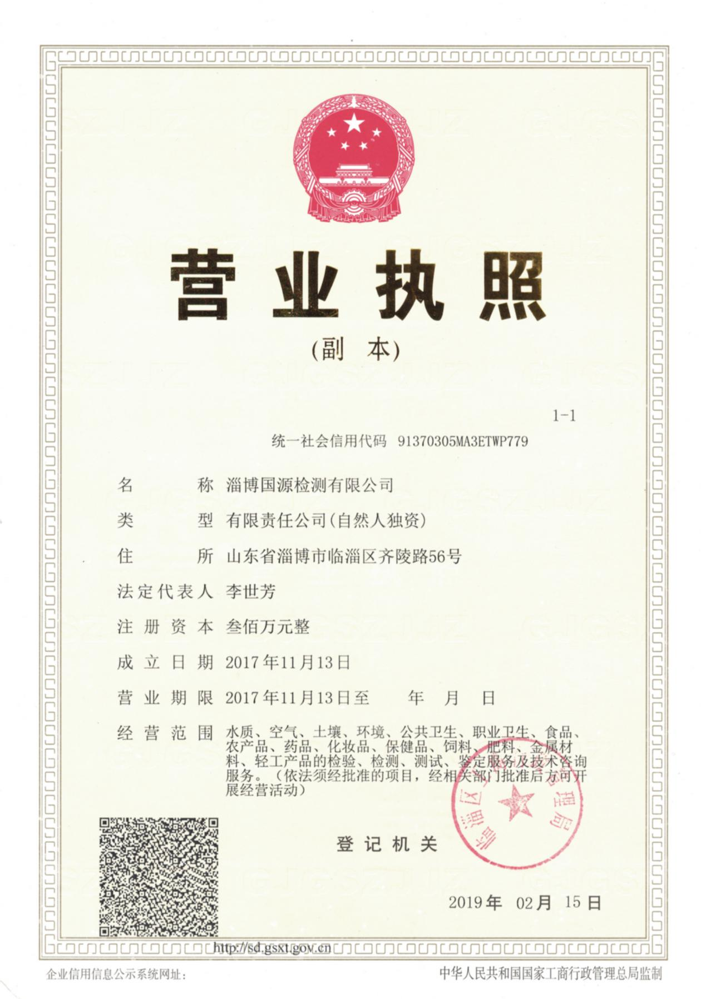 营业执照
(副 本)
1-1
统一社会信用代码 91370305MA3ETWP779
名称 淄博国源检测有限公司
类型 有限责任公司(自然人独资)
住所 山东省淄博市临淄区齐陵路56号
法定代表人 李世芳
注册资本 叁佰万元整
成立日期 2017年11月13日
营业期限 2017年11月13日至 年 月 日
经营范围 水质、空气、土壤、环境、公共卫生、职业卫生、食品、
农产品、药品、化妆品、保健品、饲料、肥料、金属材
料、轻工产品的检验、检测、测试、鉴定服务及技术咨询
服务。（依法须经批准的项目，经相关部门批准后方可开
展经营活动）
登记机关
2019年 02月 15日
http://sd.gsxt.gov.cn
企业信用信息公示系统网址：
中华人民共和国国家工商行政管理总局监制